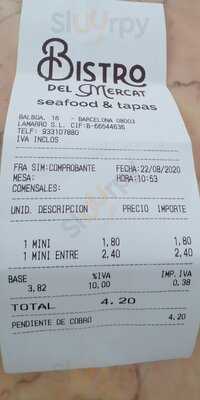 Sluurpy
BISTRO
DEL MERCAT
seafood & tapas
BALBOA, 16 - BARCELONA 08003
LAMARRO S.L. CIF:B-66544636
TELF: 933107880
IVA INCLOS
FRA SIM:COMPROBANTE FECHA:22/08/2020
MESA: HORA:10:53
COMENSALES:
UNID. DESCRIPCION PRECIO IMPORTE
1 MINI 1,80 1,80
1 MINI ENTRE 2,40 2,40
BASE %IVA IMP.IVA
3,82 10,00 0.38
TOTAL 4.20
PENDIENTE DE COBRO 4,20